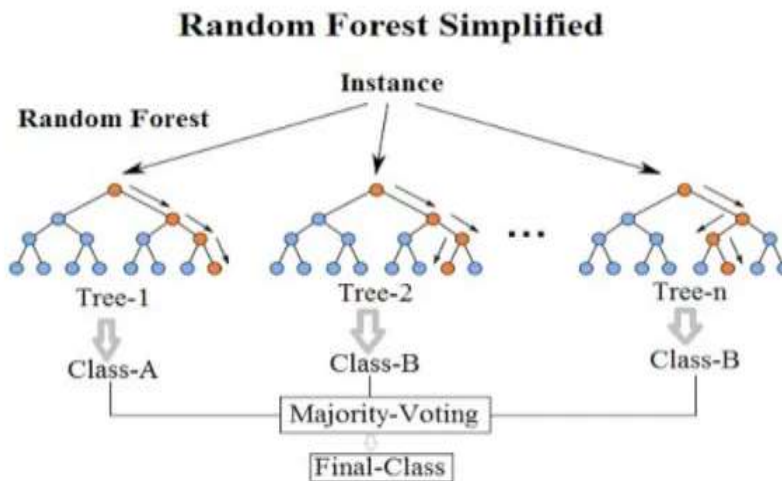 Random Forest Simplified
Instance
Random Forest
...
Tree-1 Tree-2 Tree-n
Class-A Class-B Class-B
Majority-Voting
Final-Class